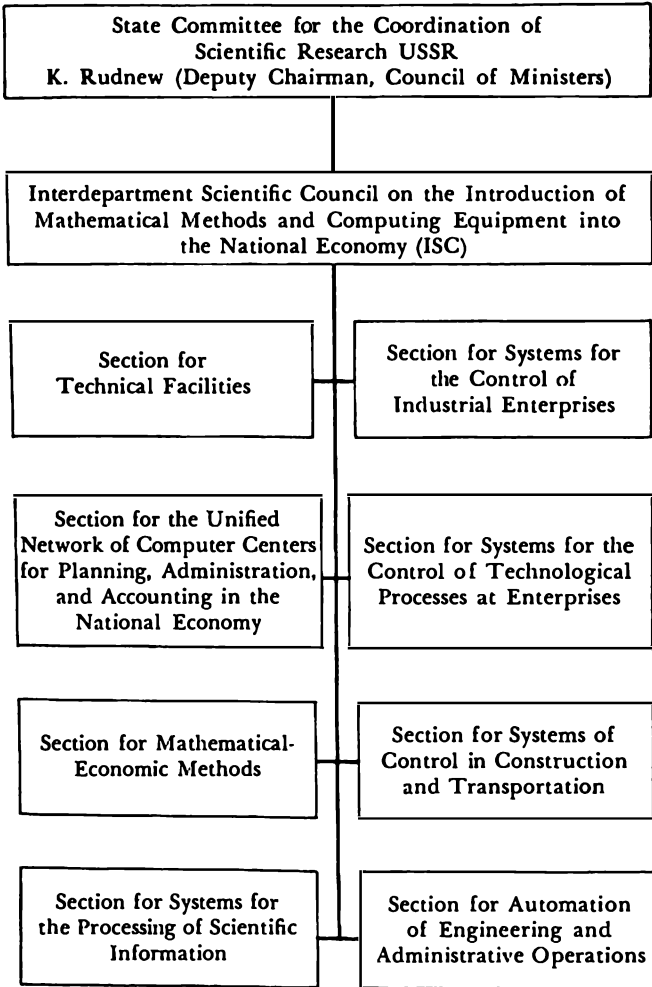 State Committee for the Coordination of
Scientific Research USSR
K. Rudnew (Deputy Chairman, Council of Ministers)
Interdepartment Scientific Council on the Introduction of
Mathematical Methods and Computing Equipment into
the National Economy (ISC)
Section for
Technical Facilities
Section for Systems for
the Control of
Industrial Enterprises
Section for the Unified
Network of Computer Centers
for Planning, Administration,
and Accounting in the
National Economy
Section for Systems for the
Control of Technological
Processes at Enterprises
Section for Mathematical-
Economic Methods
Section for Systems of
Control in Construction
and Transportation
Section for Systems for
the Processing of Scientific
Information
Section for Automation
of Engineering and
Administrative Operations